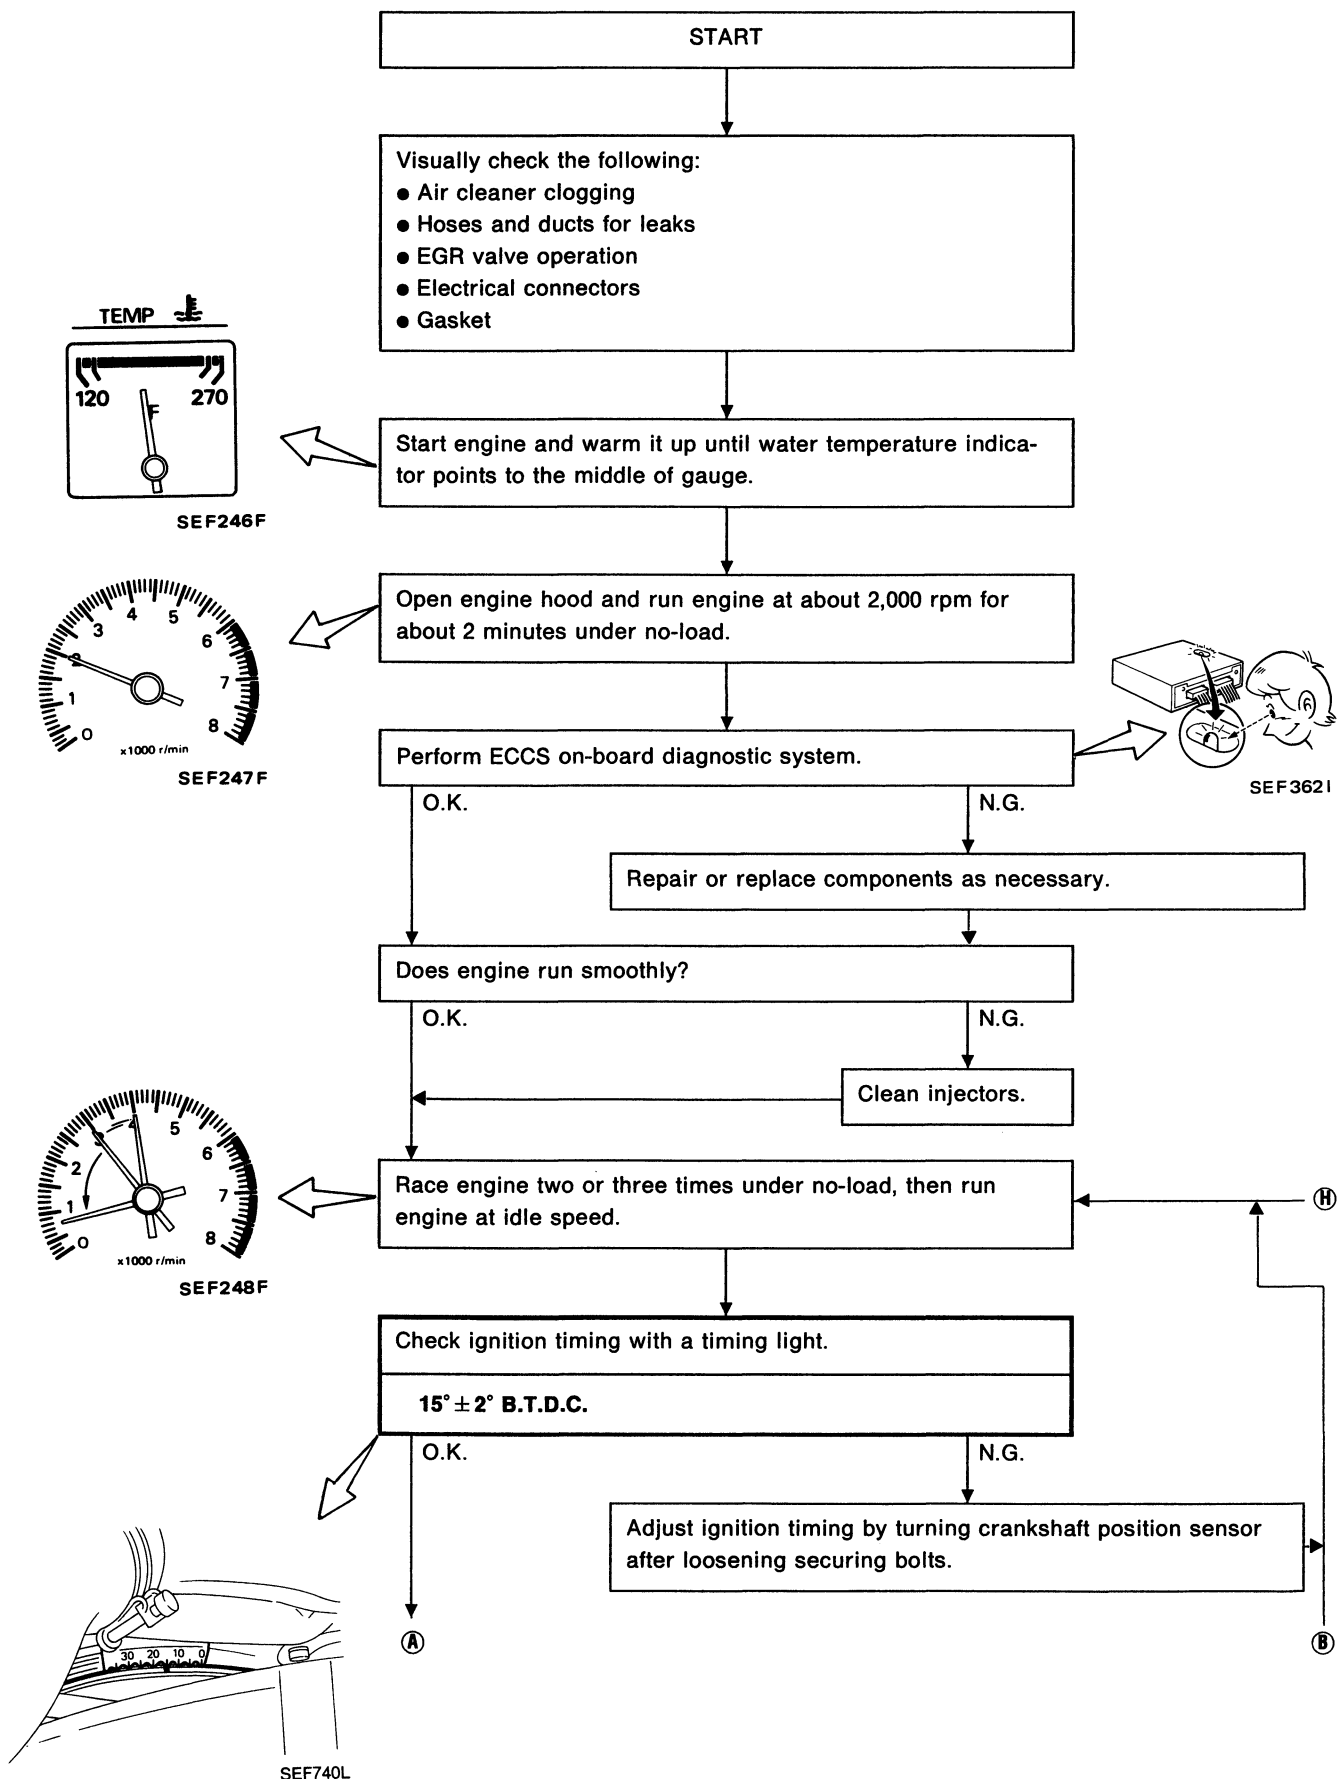 START
Visually check the following:
● Air cleaner clogging
● Hoses and ducts for leaks
● EGR valve operation
● Electrical connectors
● Gasket
TEMP
120
270
F
SEF246F
Start engine and warm it up until water temperature indica-
tor points to the middle of gauge.
0
1
2
3
4
5
6
7
8
x1000 r/min
SEF247F
Open engine hood and run engine at about 2,000 rpm for
about 2 minutes under no-load.
Perform ECCS on-board diagnostic system.
SEF362I
O.K.
N.G.
Repair or replace components as necessary.
Does engine run smoothly?
O.K.
N.G.
Clean injectors.
0
1
2
3
4
5
6
7
8
x1000 r/min
SEF248F
Race engine two or three times under no-load, then run
engine at idle speed.
H
Check ignition timing with a timing light.
15° ± 2° B.T.D.C.
O.K.
N.G.
Adjust ignition timing by turning crankshaft position sensor
after loosening securing bolts.
A
B
30 20 10 0
SEF740L